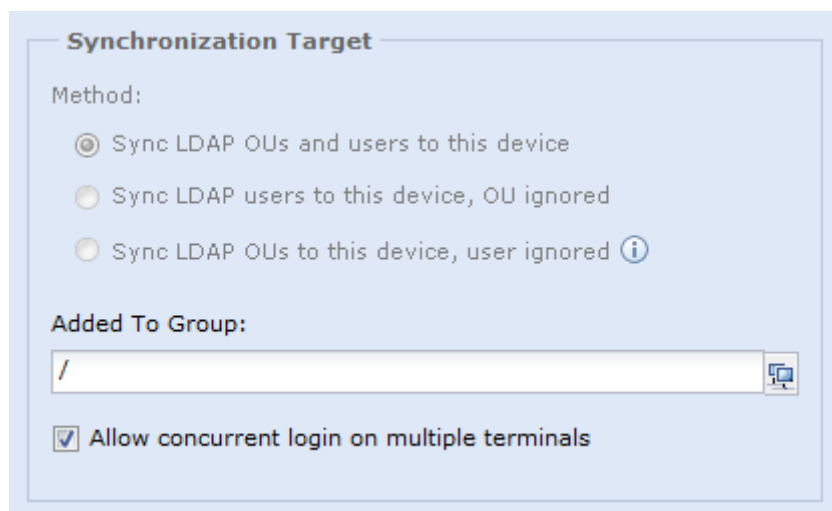 Synchronization Target
Method:
Sync LDAP OUs and users to this device
Sync LDAP users to this device, OU ignored
Sync LDAP OUs to this device, user ignored
Added To Group:
/
Allow concurrent login on multiple terminals